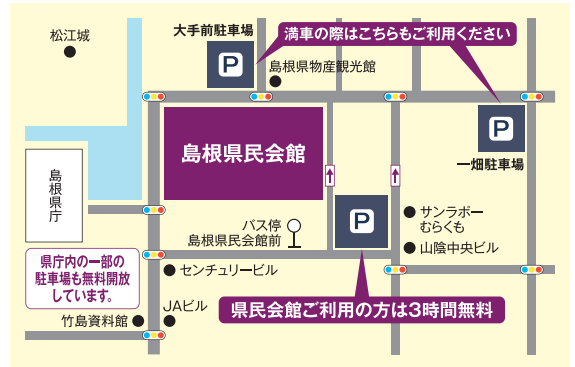 松江城
大手前駐車場
P
満車の際はこちらもご利用ください
島根県物産観光館
島根県民会館
P
一畑駐車場
島根県庁
バス停
島根県民会館前
P
サンラポー
むらくも
山陰中央ビル
県庁内の一部の
駐車場も無料開放
しています。
センチュリービル
県民会館ご利用の方は3時間無料
JAビル
竹島資料館